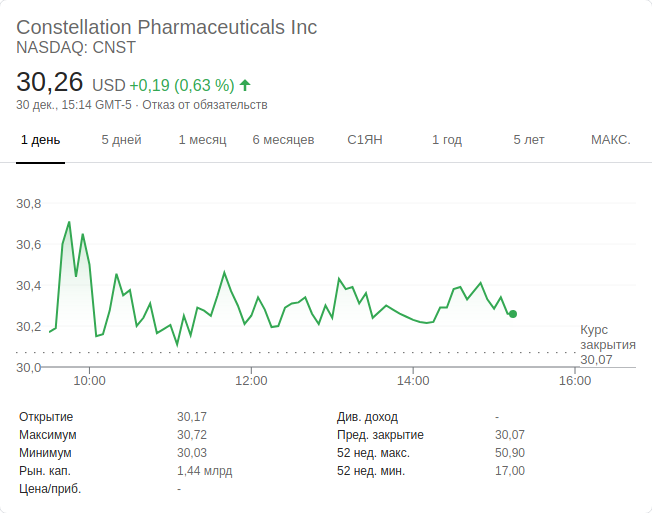 Constellation Pharmaceuticals Inc
NASDAQ: CNST
30,26 USD +0,19 (0,63 %)
30 дек., 15:14 GMT-5 · Отказ от обязательств
1 день 5 дней 1 месяц 6 месяцев С1ЯН 1 год 5 лет МАКС.
30,8
30,6
30,4
30,2
30,0
Курс
закрытия
30,07
10:00 12:00 14:00 16:00
Открытие 30,17 Див. доход -
Максимум 30,72 Пред. закрытие 30,07
Минимум 30,03 52 нед. макс. 50,90
Рын. кап. 1,44 млрд 52 нед. мин. 17,00
Цена/приб. -